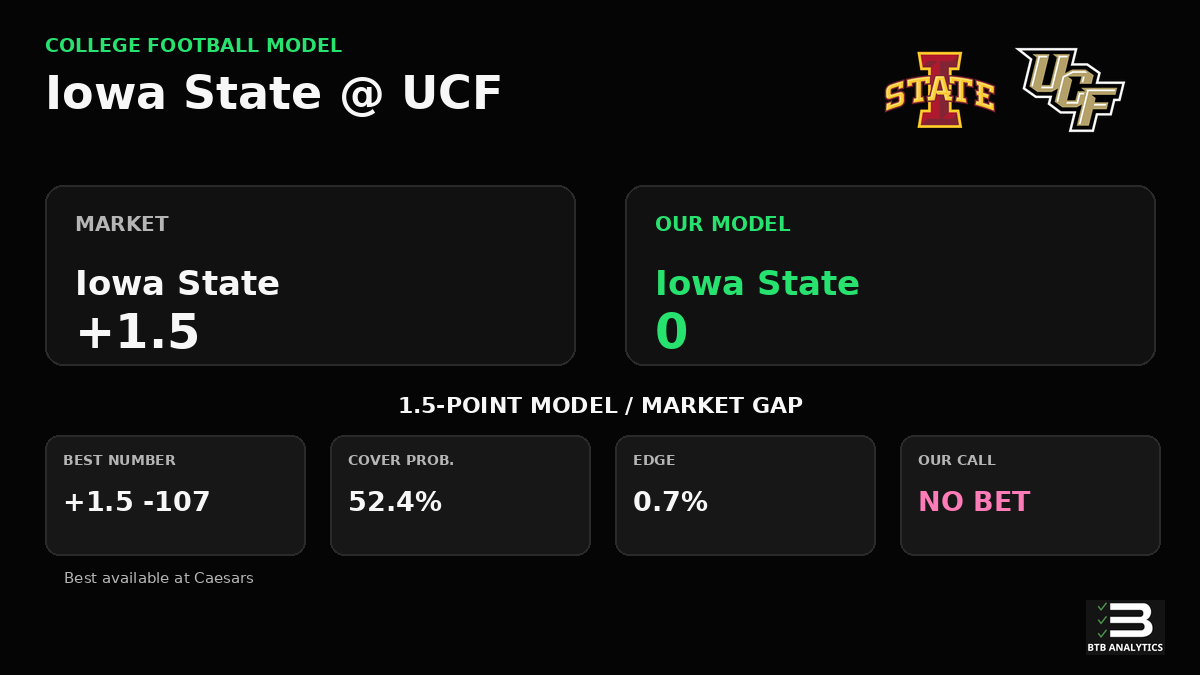 COLLEGE FOOTBALL MODEL
Iowa State @ UCF
STATE
UCF
MARKET
Iowa State
+1.5
OUR MODEL
Iowa State
0
1.5-POINT MODEL / MARKET GAP
BEST NUMBER
+1.5 -107
COVER PROB.
52.4%
EDGE
0.7%
OUR CALL
NO BET
Best available at Caesars
BTB ANALYTICS